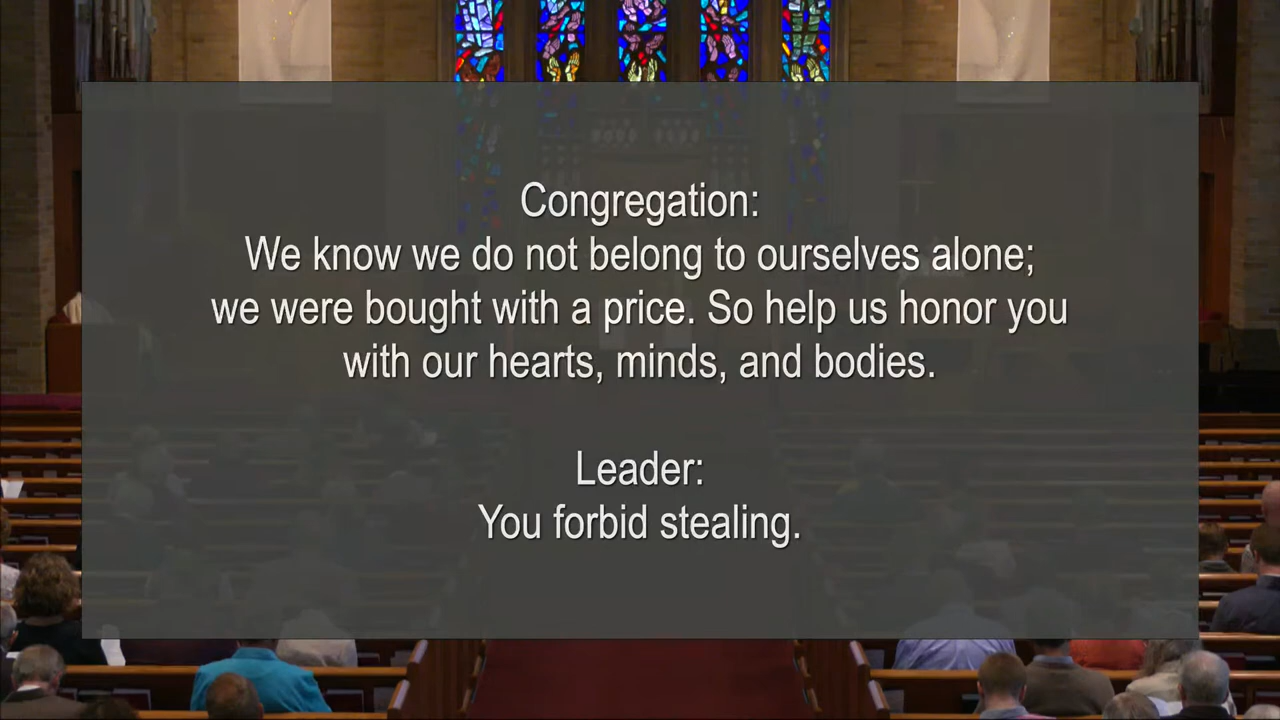 Congregation:
We know we do not belong to ourselves alone;
we were bought with a price. So help us honor you
with our hearts, minds, and bodies.
Leader:
You forbid stealing.